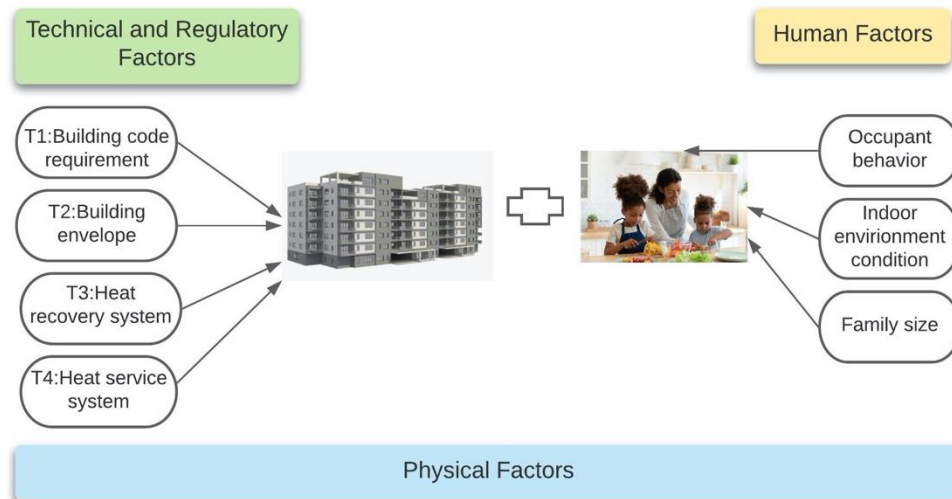 Technical and Regulatory
Factors
Human Factors
T1:Building code
requirement
T2:Building
envelope
T3:Heat
recovery system
T4:Heat service
system
Occupant
behavior
Indoor
envirionment
condition
Family size
Physical Factors